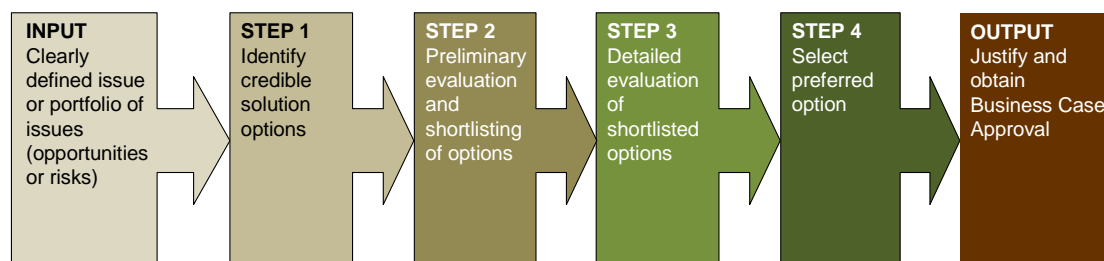 INPUT
Clearly
defined issue
or portfolio of
issues
(opportunities
or risks)
STEP 1
Identify
credible
solution
options
STEP 2
Preliminary
evaluation
and
shortlisting
of options
STEP 3
Detailed
evaluation
of
shortlisted
options
STEP 4
Select
preferred
option
OUTPUT
Justify and
obtain
Business Case
Approval